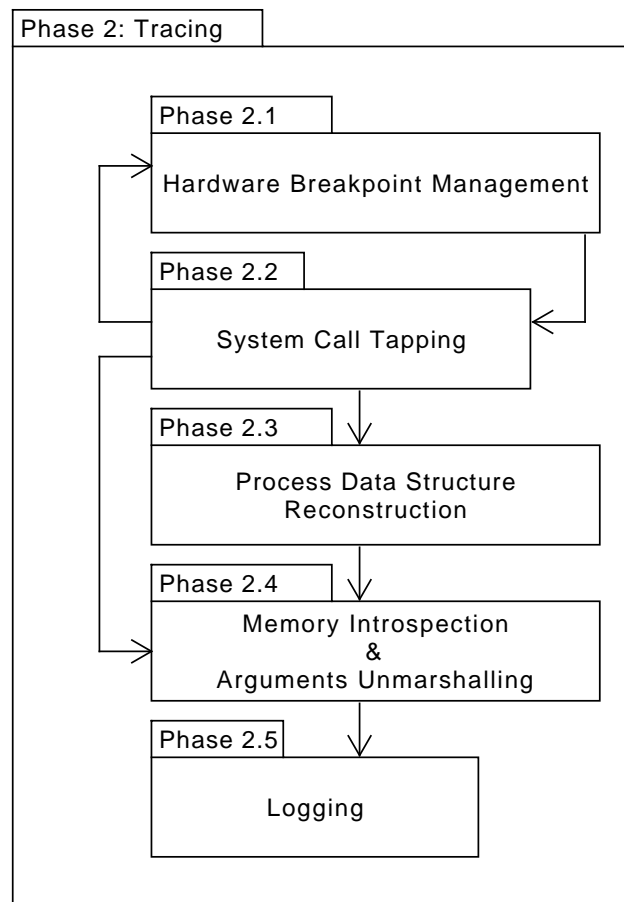 Phase 2: Tracing
Phase 2.1
Hardware Breakpoint Management
Phase 2.2
System Call Tapping
Phase 2.3
Process Data Structure
Reconstruction
Phase 2.4
Memory Introspection
&
Arguments Unmarshalling
Phase 2.5
Logging